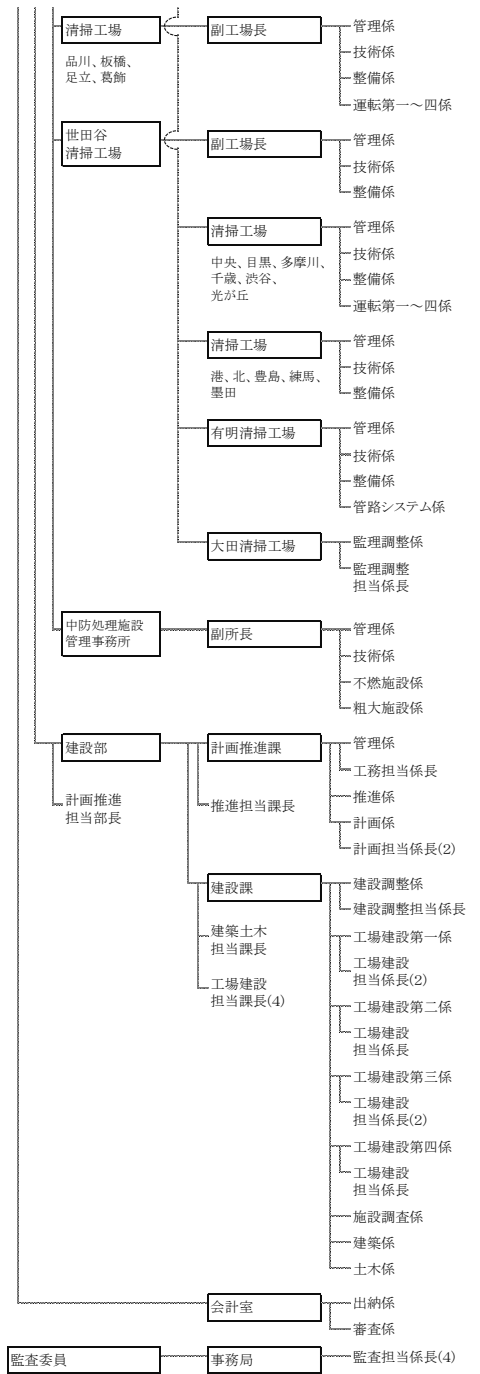 清掃工場
品川、板橋、
足立、葛飾
副工場長
管理係
技術係
整備係
運転第一～四係
世田谷
清掃工場
副工場長
管理係
技術係
整備係
清掃工場
中央、目黒、多摩川、
千歳、渋谷、
光が丘
管理係
技術係
整備係
運転第一～四係
清掃工場
港、北、豊島、練馬、
墨田
管理係
技術係
整備係
有明清掃工場
管理係
技術係
整備係
管路システム係
大田清掃工場
監理調整係
監理調整
担当係長
中防処理施設
管理事務所
副所長
管理係
技術係
不燃施設係
粗大施設係
建設部
計画推進
担当部長
計画推進課
推進担当課長
管理係
工務担当係長
推進係
計画係
計画担当係長(2)
建設課
建築土木
担当課長
工場建設
担当課長(4)
建設調整係
建設調整担当係長
工場建設第一係
工場建設
担当係長(2)
工場建設第二係
工場建設
担当係長
工場建設第三係
工場建設
担当係長(2)
工場建設第四係
工場建設
担当係長
施設調査係
建築係
土木係
会計室
出納係
審査係
監査委員
事務局
監査担当係長(4)